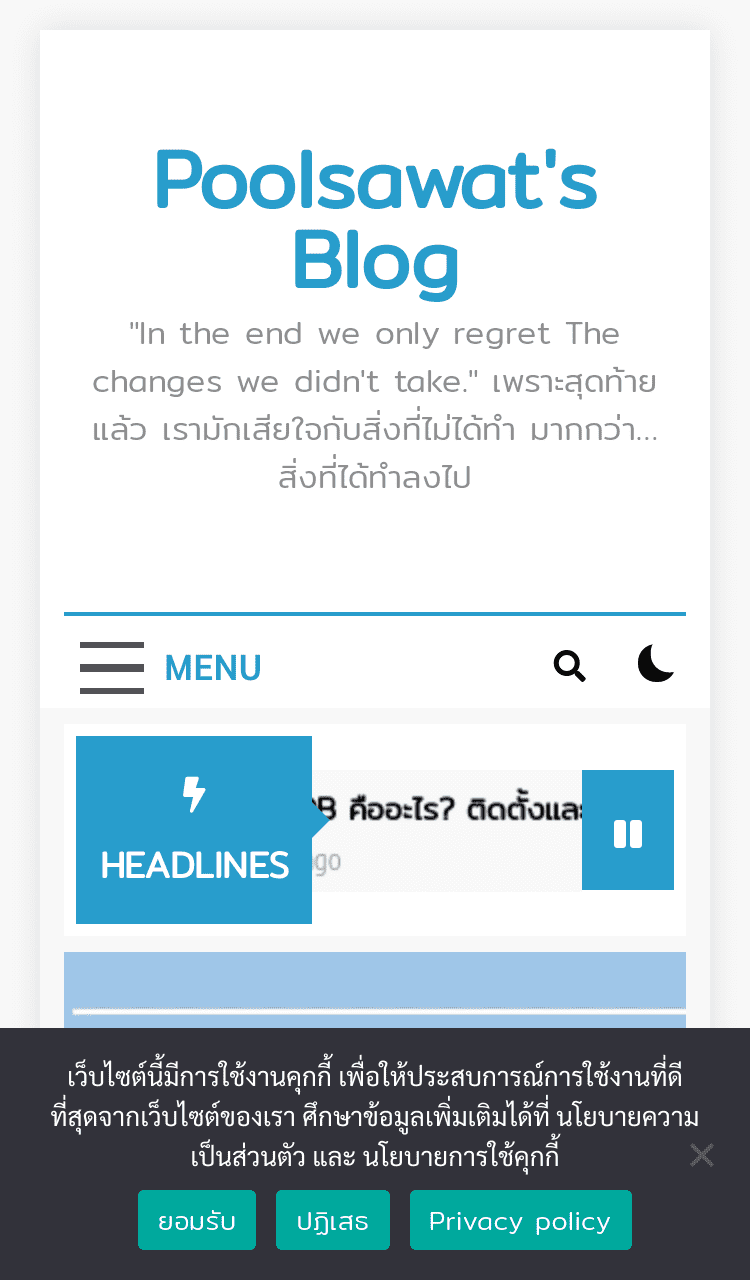 Poolsawat's
Blog
"In the end we only regret The
changes we didn't take." เพราะสุดท้าย
แล้ว เรามักเสียใจกับสิ่งที่ไม่ได้ทำ มากกว่า...
สิ่งที่ได้ทำลงไป
MENU
B คืออะไร? ติดตั้งและ
ago
HEADLINES
เว็บไซต์นี้มีการใช้งานคุกกี้ เพื่อให้ประสบการณ์การใช้งานที่ดี
ที่สุดจากเว็บไซต์ของเรา ศึกษาข้อมูลเพิ่มเติมได้ที่ นโยบายความ
เป็นส่วนตัว และ นโยบายการใช้คุกกี้
ยอมรับ ปฏิเสธ Privacy policy